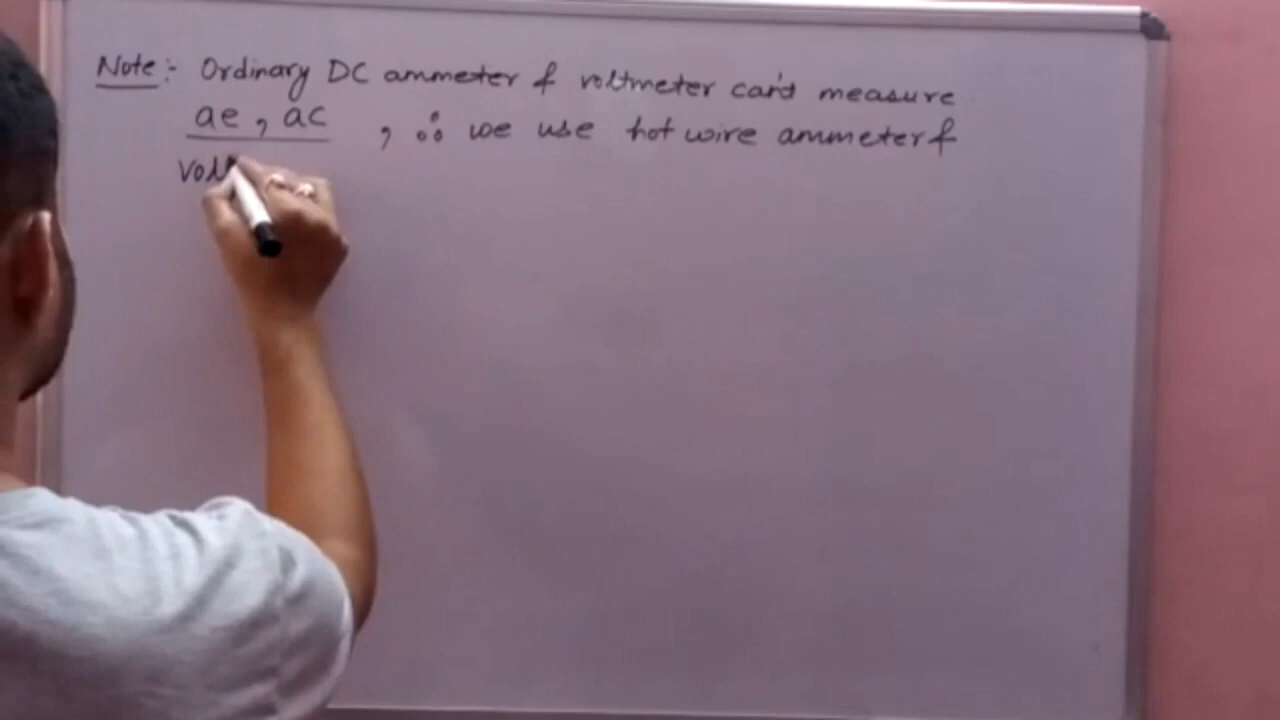 Note :- Ordinary DC ammeter & voltmeter can't measure
ae , ac , ∴ we use hot wire ammeter &
volt